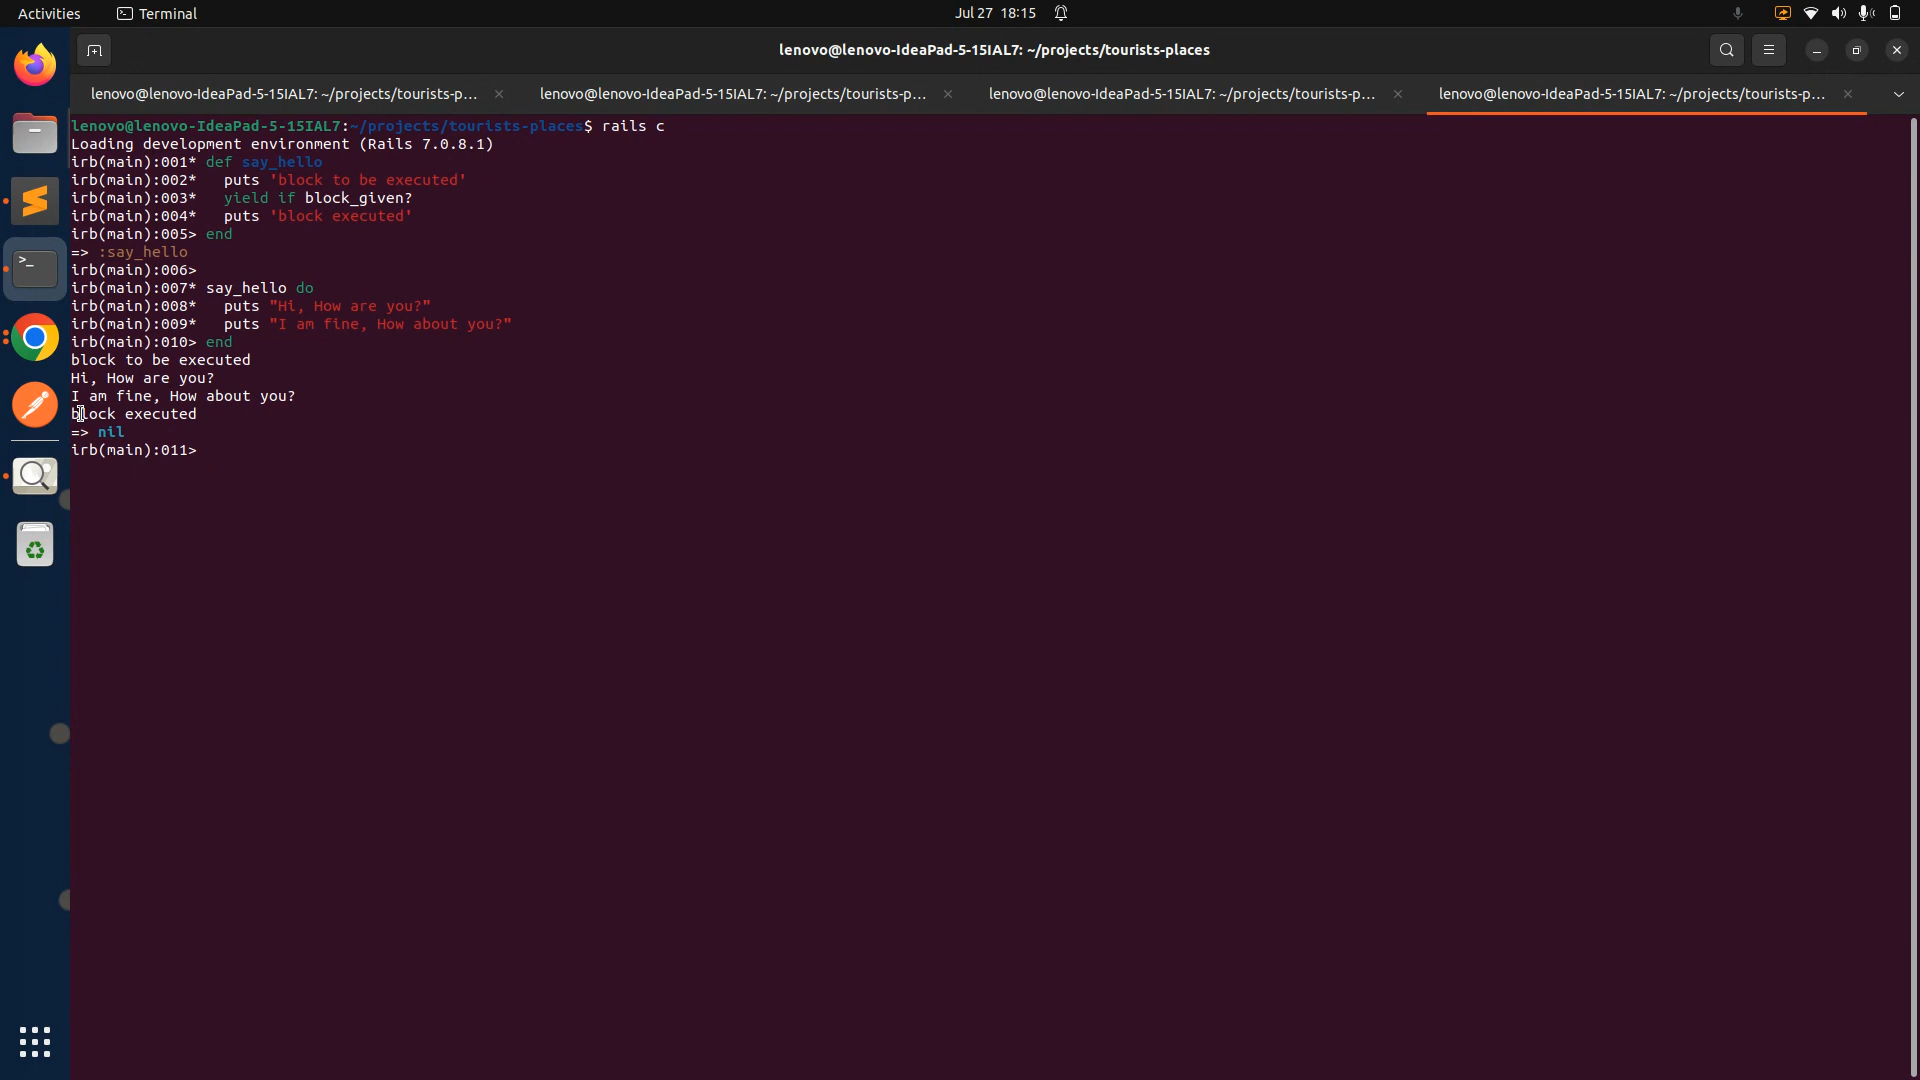 Activities Terminal Jul 27 18:15
lenovo@lenovo-IdeaPad-5-15IAL7: ~/projects/tourists-places
lenovo@lenovo-IdeaPad-5-15IAL7: ~/projects/tourists-p... lenovo@lenovo-IdeaPad-5-15IAL7: ~/projects/tourists-p... lenovo@lenovo-IdeaPad-5-15IAL7: ~/projects/tourists-p... lenovo@lenovo-IdeaPad-5-15IAL7: ~/projects/tourists-p...
lenovo@lenovo-IdeaPad-5-15IAL7:~/projects/tourists-places$ rails c
Loading development environment (Rails 7.0.8.1)
irb(main):001* def say_hello
irb(main):002*   puts 'block to be executed'
irb(main):003*   yield if block_given?
irb(main):004*   puts 'block executed'
irb(main):005> end
=> :say_hello
irb(main):006>
irb(main):007* say_hello do
irb(main):008*   puts "Hi, How are you?"
irb(main):009*   puts "I am fine, How about you?"
irb(main):010> end
block to be executed
Hi, How are you?
I am fine, How about you?
block executed
=> nil
irb(main):011>